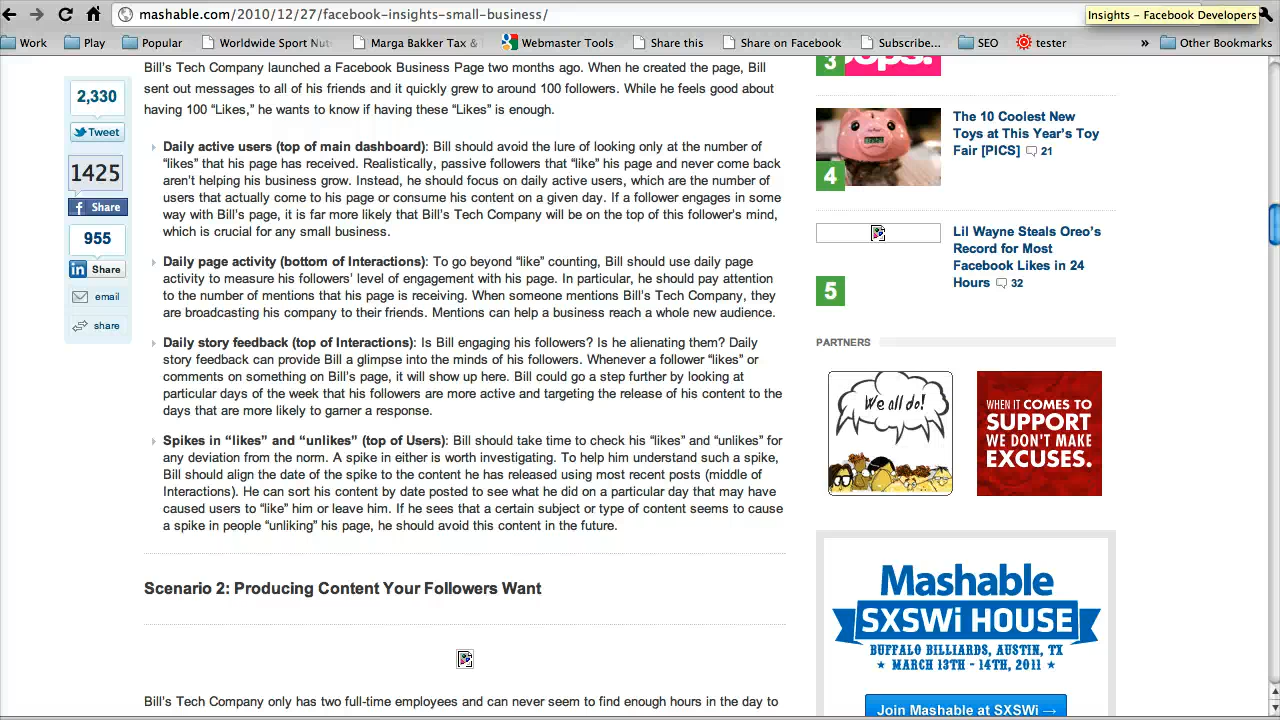 mashable.com/2010/12/27/facebook-insights-small-business/
Insights – Facebook Developers
Work
Play
Popular
Worldwide Sport Nut
Marga Bakker Tax &
Webmaster Tools
Share this
Share on Facebook
Subscribe...
SEO
tester
»
Other Bookmarks
2,330
Tweet
1425
Share
955
in Share
email
share
Bill's Tech Company launched a Facebook Business Page two months ago. When he created the page, Bill
sent out messages to all of his friends and it quickly grew to around 100 followers. While he feels good about
having 100 “Likes,” he wants to know if having these “Likes” is enough.
Daily active users (top of main dashboard): Bill should avoid the lure of looking only at the number of
“likes” that his page has received. Realistically, passive followers that “like” his page and never come back
aren't helping his business grow. Instead, he should focus on daily active users, which are the number of
users that actually come to his page or consume his content on a given day. If a follower engages in some
way with Bill's page, it is far more likely that Bill's Tech Company will be on the top of this follower's mind,
which is crucial for any small business.
Daily page activity (bottom of Interactions): To go beyond “like” counting, Bill should use daily page
activity to measure his followers' level of engagement with his page. In particular, he should pay attention
to the number of mentions that his page is receiving. When someone mentions Bill's Tech Company, they
are broadcasting his company to their friends. Mentions can help a business reach a whole new audience.
Daily story feedback (top of Interactions): Is Bill engaging his followers? Is he alienating them? Daily
story feedback can provide Bill a glimpse into the minds of his followers. Whenever a follower “likes” or
comments on something on Bill's page, it will show up here. Bill could go a step further by looking at
particular days of the week that his followers are more active and targeting the release of his content to the
days that are more likely to garner a response.
Spikes in “likes” and “unlikes” (top of Users): Bill should take time to check his “likes” and “unlikes” for
any deviation from the norm. A spike in either is worth investigating. To help him understand such a spike,
Bill should align the date of the spike to the content he has released using most recent posts (middle of
Interactions). He can sort his content by date posted to see what he did on a particular day that may have
caused users to “like” him or leave him. If he sees that a certain subject or type of content seems to cause
a spike in people “unliking” his page, he should avoid this content in the future.
Scenario 2: Producing Content Your Followers Want
Bill's Tech Company only has two full-time employees and can never seem to find enough hours in the day to
3
4
The 10 Coolest New
Toys at This Year's Toy
Fair [PICS] 21
5
Lil Wayne Steals Oreo's
Record for Most
Facebook Likes in 24
Hours 32
PARTNERS
We all do!
WHEN IT COMES TO
SUPPORT
WE DON'T MAKE
EXCUSES.
Mashable
SXSWi HOUSE
BUFFALO BILLIARDS, AUSTIN, TX
★ MARCH 13TH - 14TH, 2011 ★
Join Mashable at SXSWi →